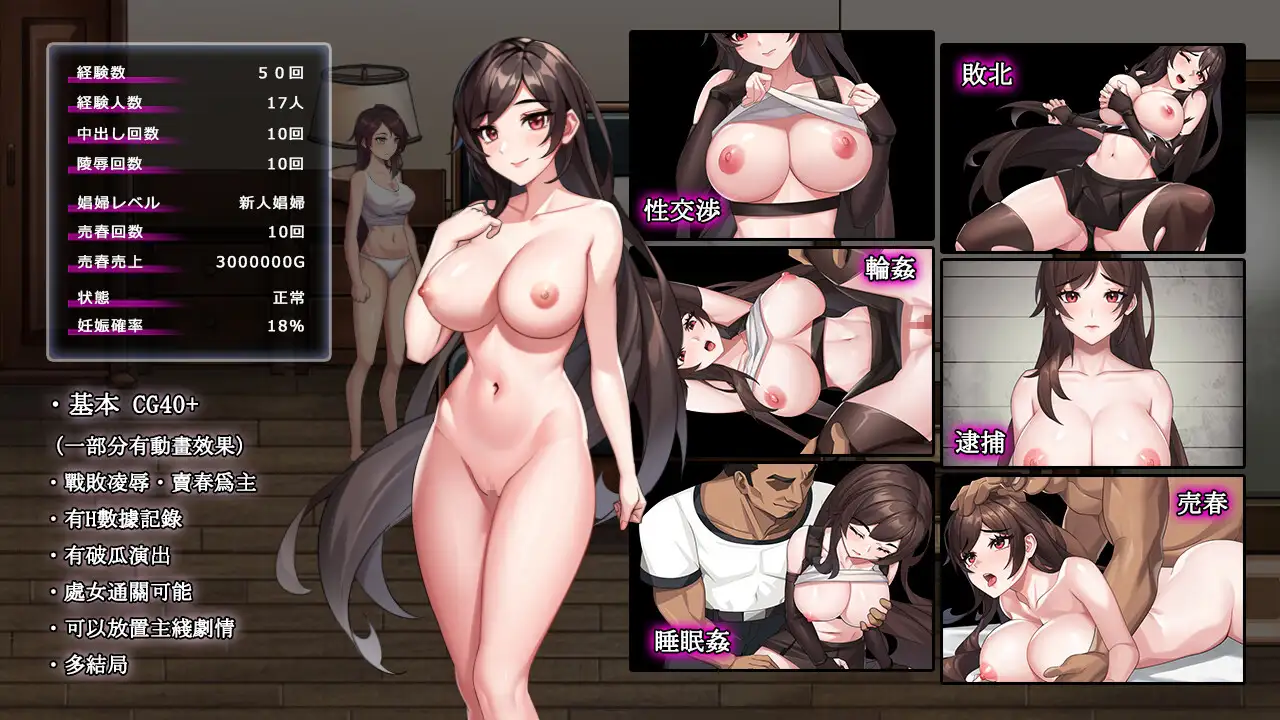 経験数 50回
経験人数 17人
中出し回数 10回
陵辱回数 10回
娼婦レベル 新人娼婦
売春回数 10回
売春売上 3000000G
状態 正常
妊娠確率 18%
・基本 CG40+
(一部分有動畫效果)
・戰敗凌辱・賣春爲主
・有H數據記錄
・有破瓜演出
・處女通關可能
・可以放置主綫劇情
・多結局
性交渉
敗北
輪姦
逮捕
睡眠姦
売春